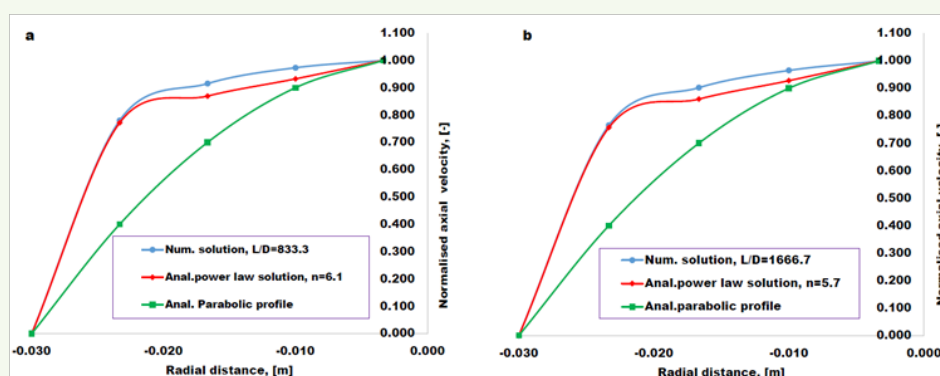 a
1.100
1.000
0.900
0.800
0.700
0.600
0.500
0.400
0.300
0.200
0.100
0.000
Normalised axial velocity, [-]
Num. solution, L/D=833.3
Anal.power law solution, n=6.1
Anal. Parabolic profile
-0.030
-0.020
-0.010
0.000
Radial distance, [m]
b
1.100
1.000
0.900
0.800
0.700
0.600
0.500
0.400
0.300
0.200
0.100
0.000
Num. solution, L/D=1666.7
Anal.power law solution, n=5.7
Anal.parabolic profile
-0.030
-0.020
-0.010
0.000
Radial distance, [m]